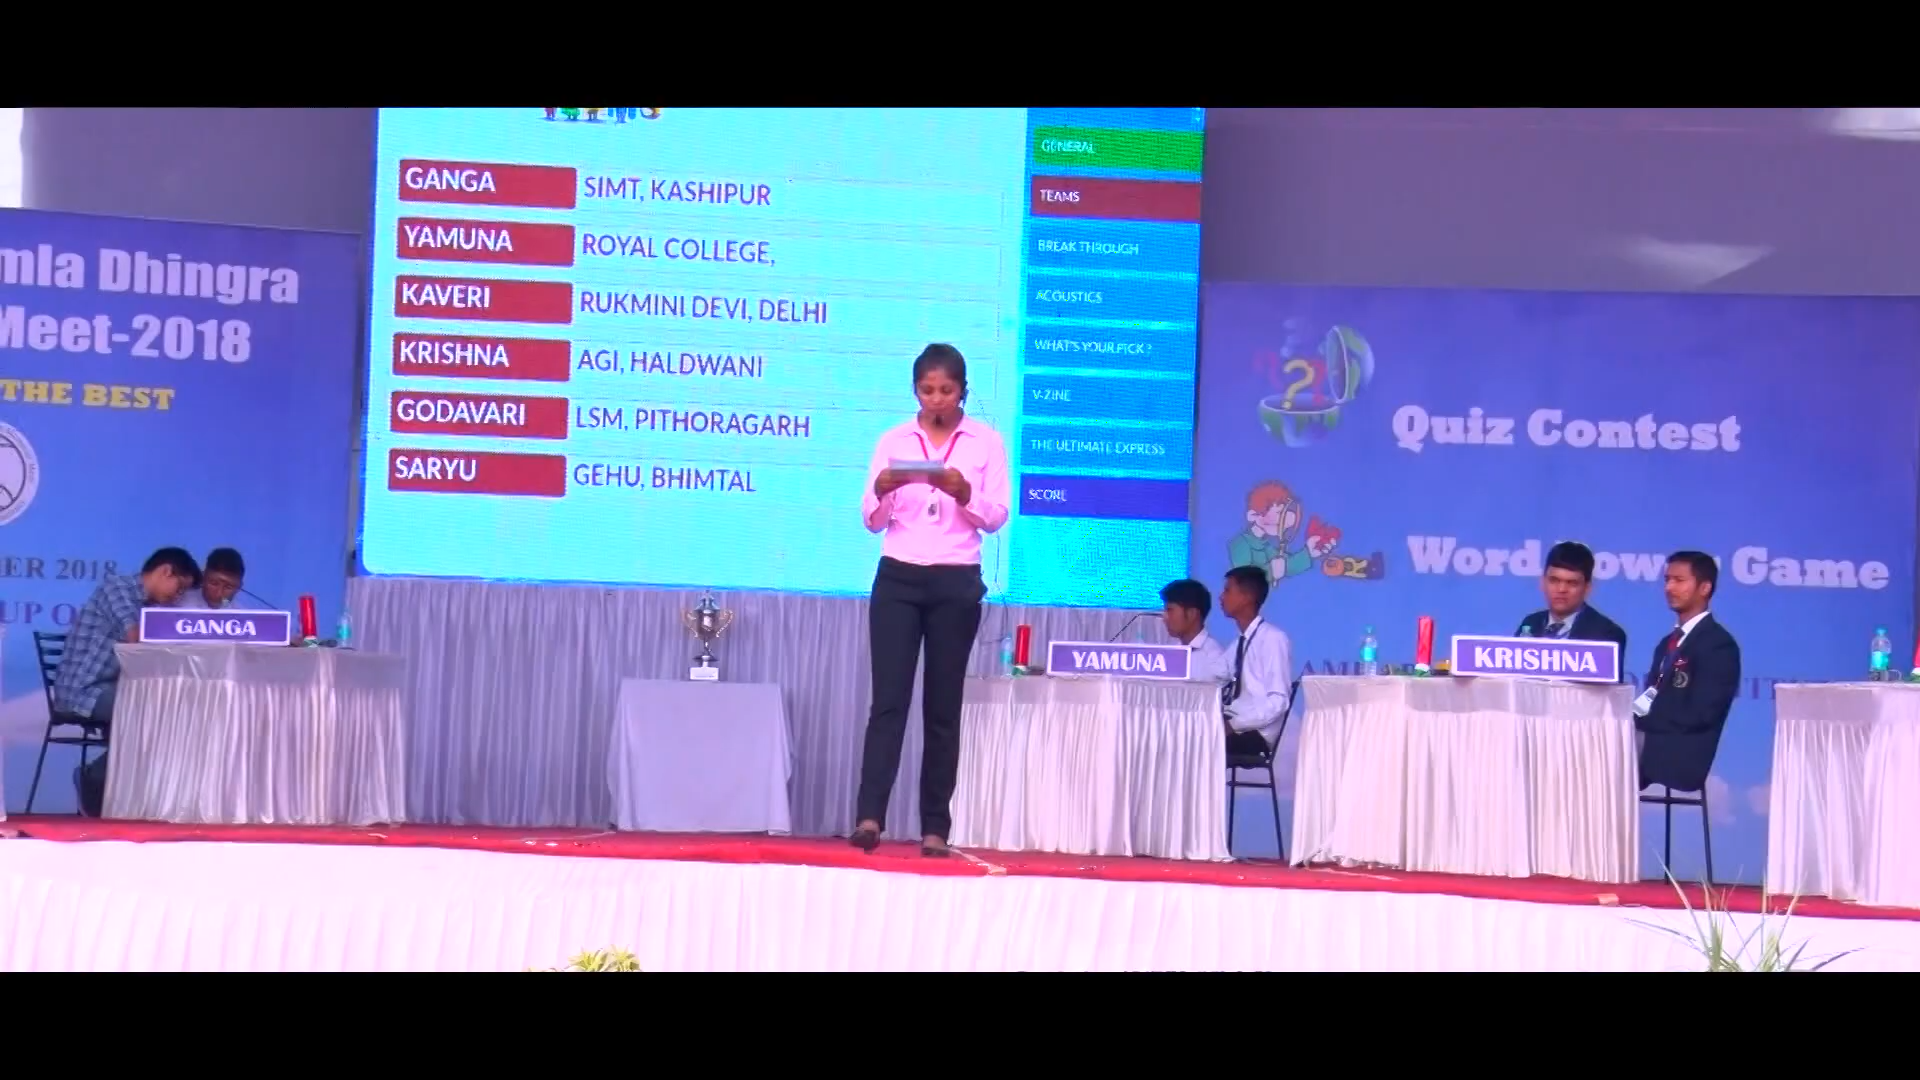 mla Dhingra
Meet-2018
THE BEST
ER 2018
UP O
GANGA SIMT, KASHIPUR
YAMUNA ROYAL COLLEGE,
KAVERI RUKMINI DEVI, DELHI
KRISHNA AGI, HALDWANI
GODAVARI LSM, PITHORAGARH
SARYU GEHU, BHIMTAL
GENERAL
TEAMS
BREAK THROUGH
ACOUSTICS
WHAT'S YOUR PICK ?
V-ZINE
THE ULTIMATE EXPRESS
SCORE
Quiz Contest
Word Power Game
GANGA
YAMUNA
KRISHNA